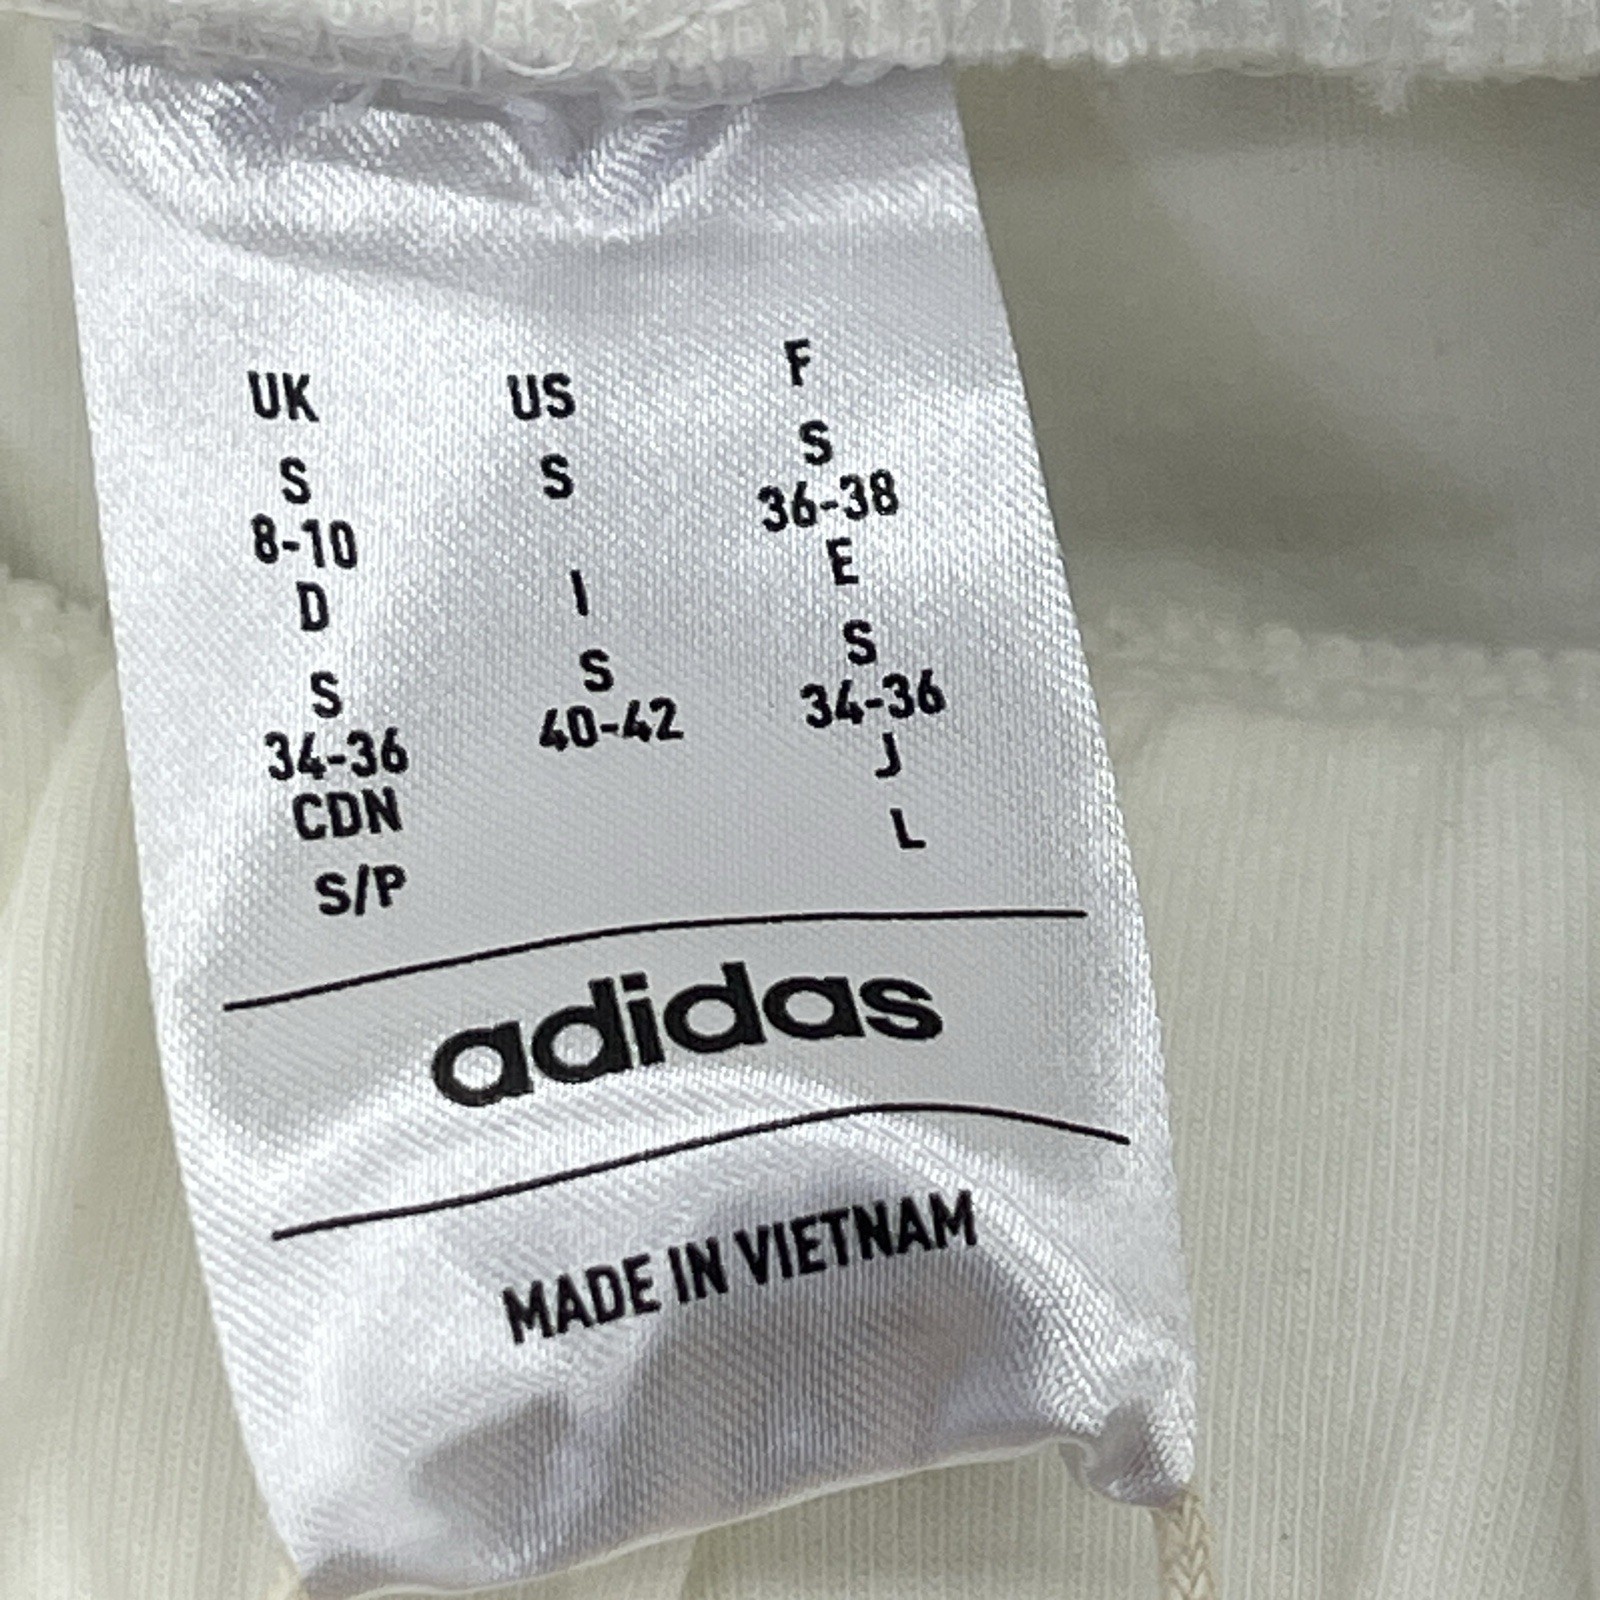 UK US F
S S S
8-10 36-38
D I E
S S S
34-36 40-42 34-36
CDN J
S/P L
adidas
MADE IN VIETNAM